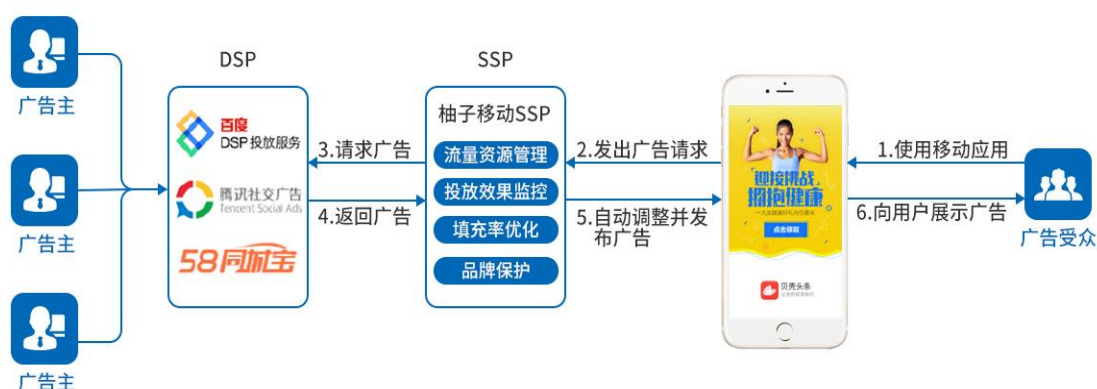 DSP
SSP
广告主
广告主
广告主
百度
DSP投放服务
腾讯社交广告
Tencent Social Ads
58同城宝
柚子移动SSP
流量资源管理
投放效果监控
填充率优化
品牌保护
3.请求广告
4.返回广告
2.发出广告请求
5.自动调整并发
布广告
迎接挑战
拥抱健康
点击领取
贝壳头条
1.使用移动应用
6.向用户展示广告
广告受众